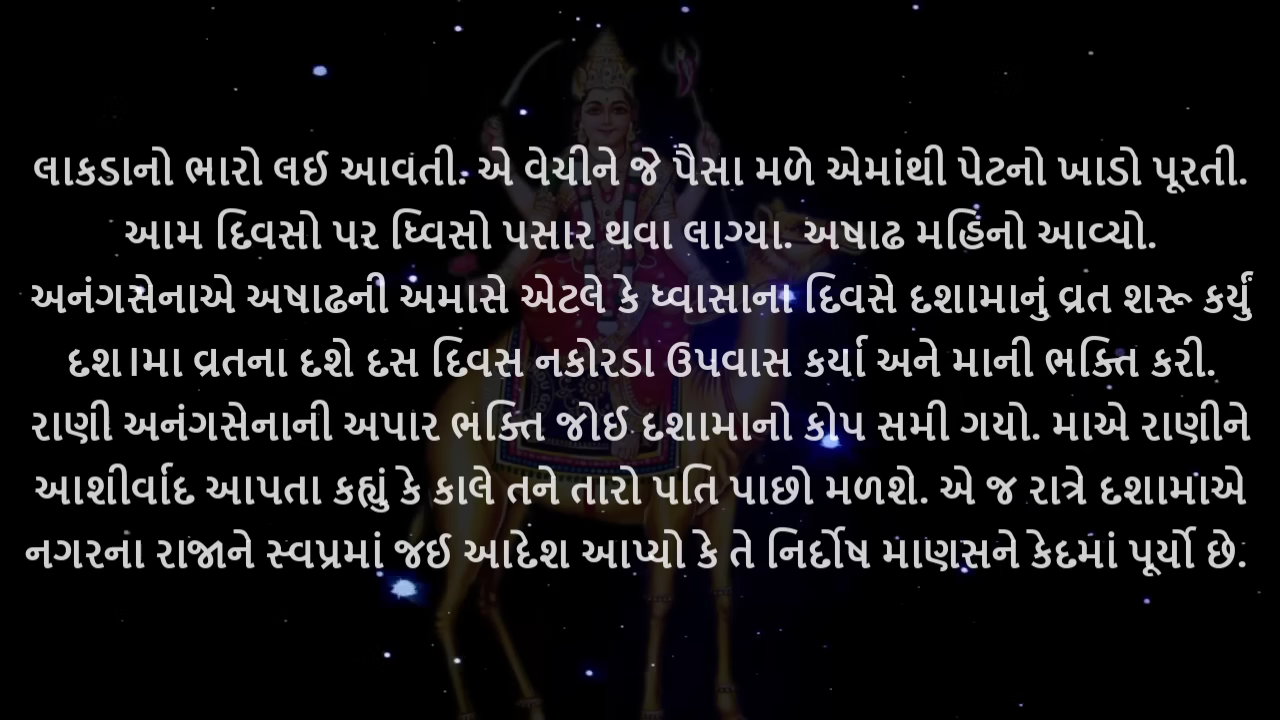 લાકડાનો ભારો લઈ આવતી. એ વેચીને જે પૈસા મળે એમાંથી પેટનો ખાડો પૂરતી.
આમ દિવસો પર ધ્વિસો પસાર થવા લાગ્યા. અષાઢ મહિનો આવ્યો.
અનંગસેનાએ અષાઢની અમાસે એટલે કે ધ્વાસાના દિવસે દશામાનું વ્રત શરૂ કર્યું
દશામા વ્રતના દશે દસ દિવસ નકોરડા ઉપવાસ કર્યા અને માની ભક્તિ કરી.
રાણી અનંગસેનાની અપાર ભક્તિ જોઈ દશામાનો કોપ સમી ગયો. માએ રાણીને
આશીર્વાદ આપતા કહ્યું કે કાલે તને તારો પતિ પાછો મળશે. એ જ રાત્રે દશામાએ
નગરના રાજાને સ્વપ્રમાં જઈ આદેશ આપ્યો કે તે નિર્દોષ માણસને કેદમાં પૂર્યો છે.